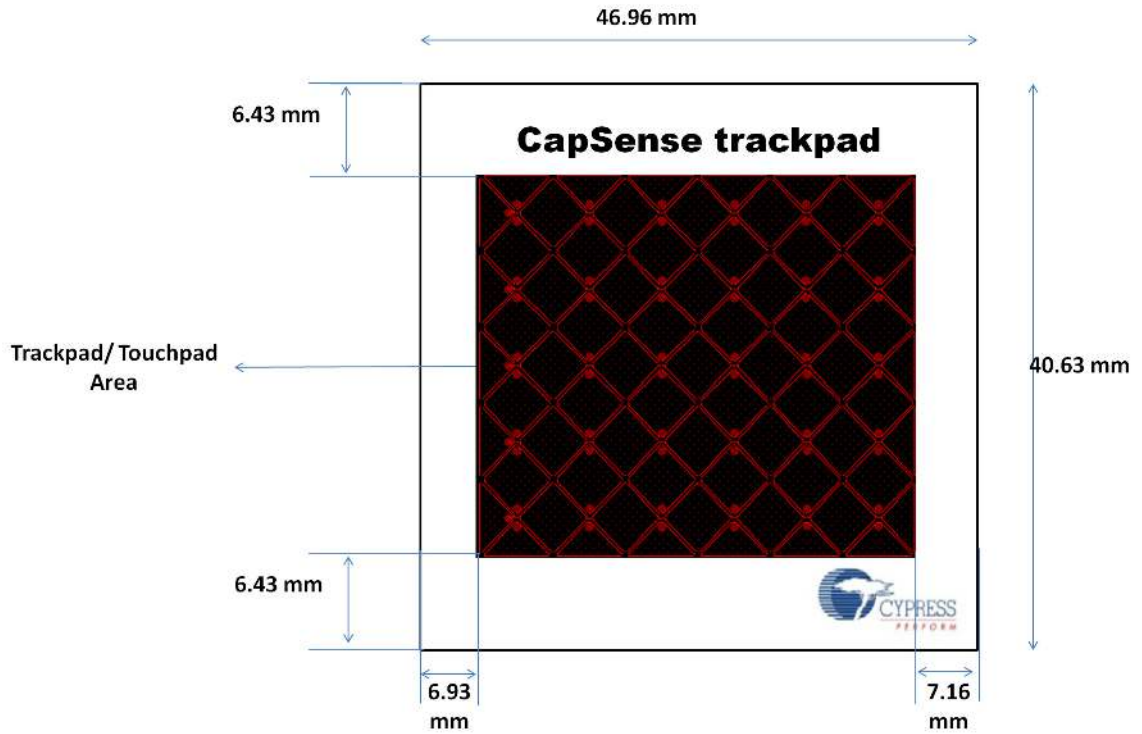 46.96 mm
6.43 mm
CapSense trackpad
Trackpad/ Touchpad
Area
40.63 mm
6.43 mm
CYPRESS
PERFORM
6.93
mm
7.16
mm